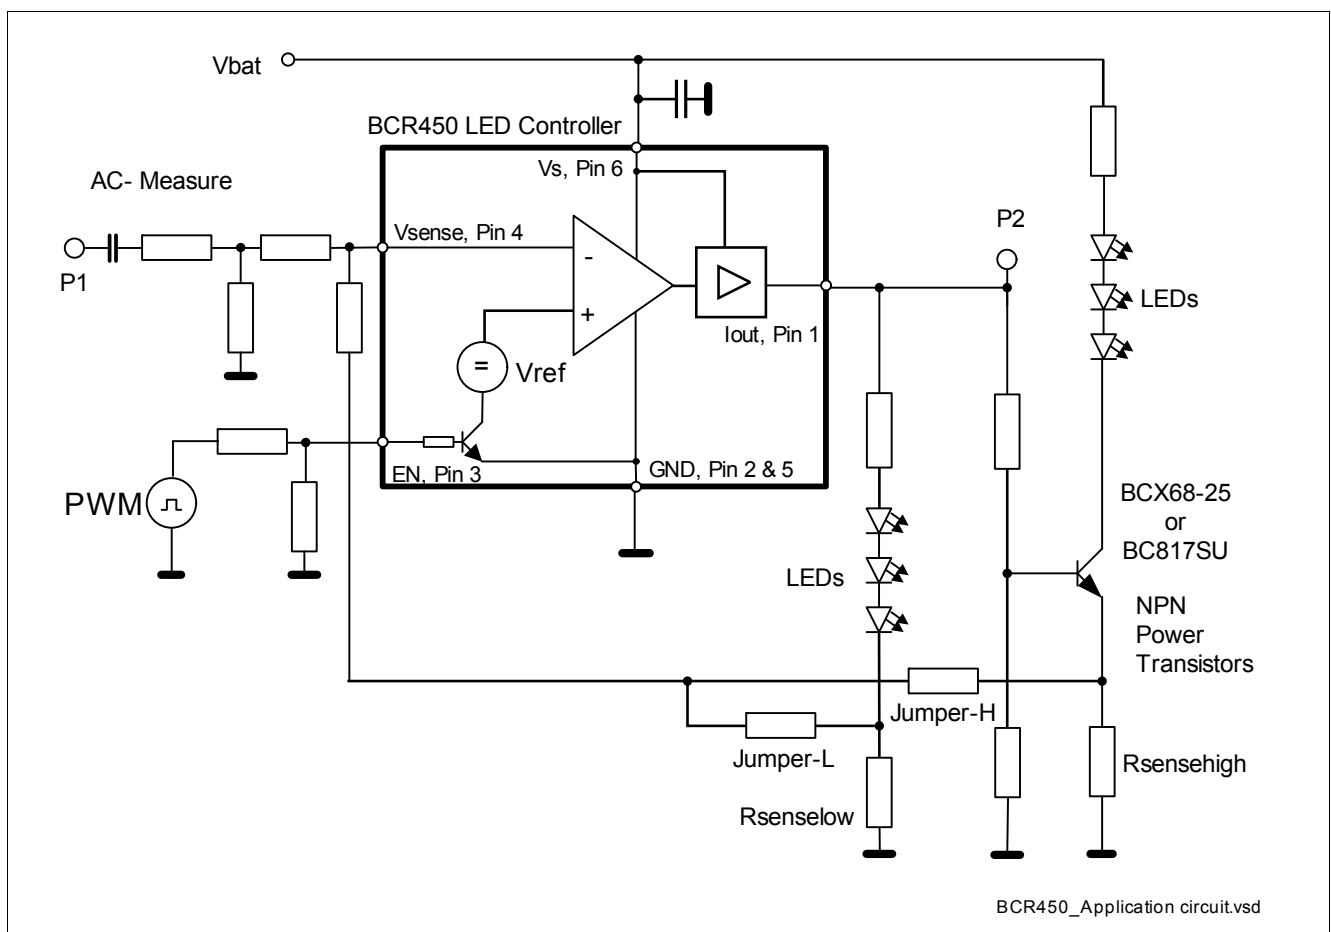 Vbat
BCR450 LED Controller
Vs, Pin 6
AC- Measure
P2
Vsense, Pin 4
P1
-
LEDs
+
Iout, Pin 1
=
Vref
EN, Pin 3
GND, Pin 2 & 5
PWM
BCX68-25
or
BC817SU
LEDs
NPN
Power
Transistors
Jumper-H
Jumper-L
Rsensehigh
Rsenselow
BCR450_Application circuit.vsd